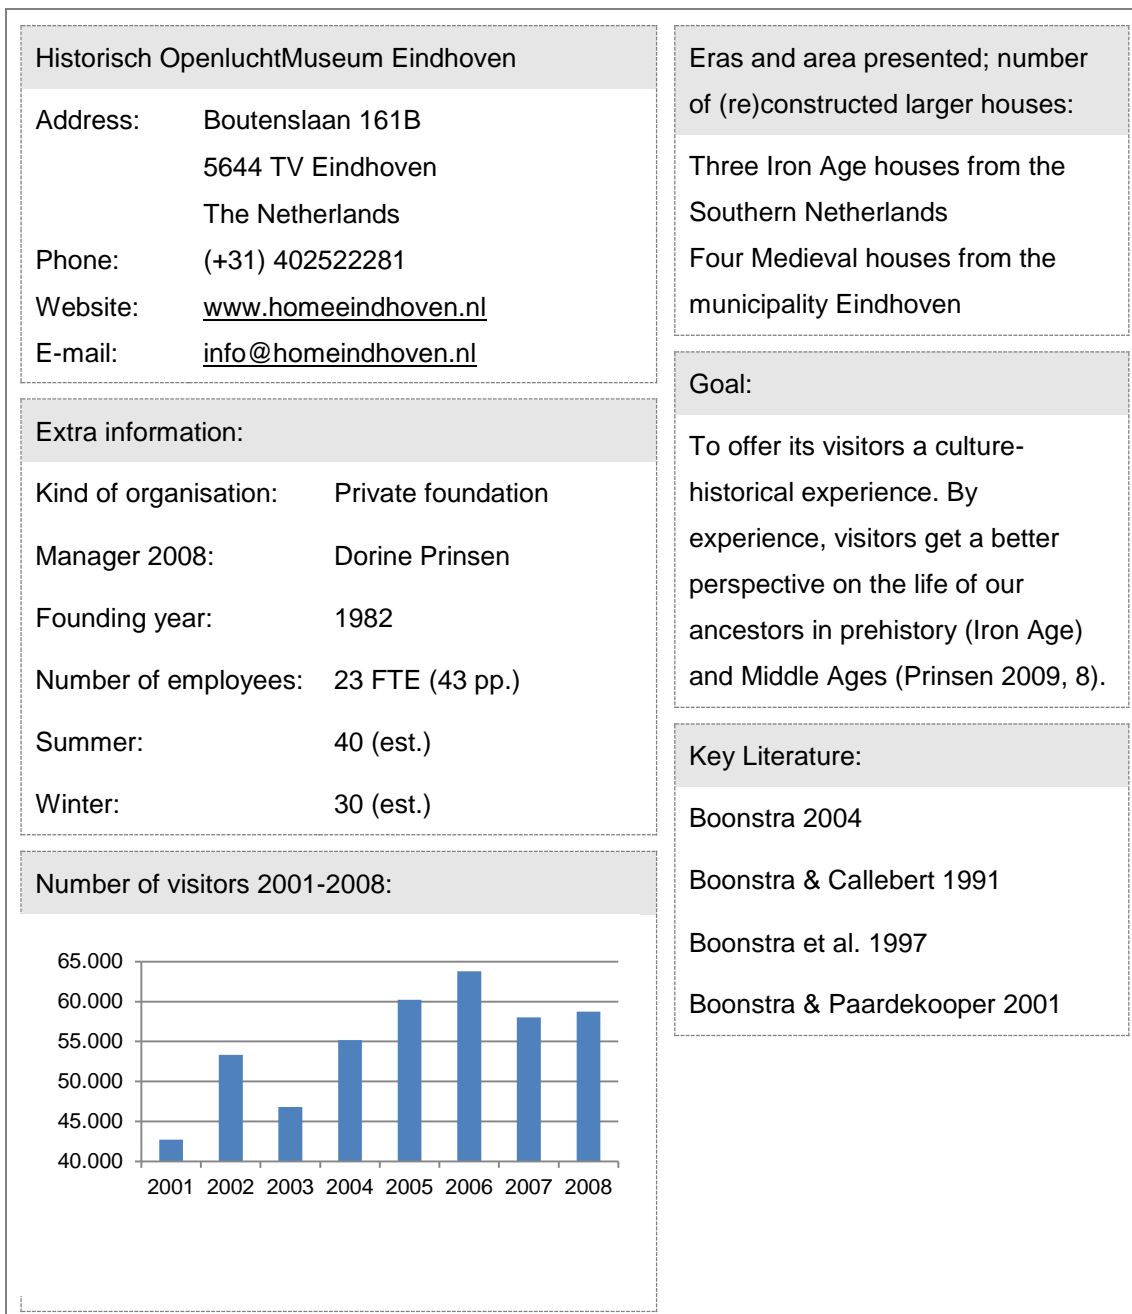 Historisch OpenluchtMuseum Eindhoven
Address: Boutenslaan 161B
5644 TV Eindhoven
The Netherlands
Phone: (+31) 402522281
Website: www.homeeindhoven.nl
E-mail: info@homeindhoven.nl
Extra information:
Kind of organisation: Private foundation
Manager 2008: Dorine Prinsen
Founding year: 1982
Number of employees: 23 FTE (43 pp.)
Summer: 40 (est.)
Winter: 30 (est.)
Number of visitors 2001-2008:
65.000
60.000
55.000
50.000
45.000
40.000
2001 2002 2003 2004 2005 2006 2007 2008
Eras and area presented; number
of (re)constructed larger houses:
Three Iron Age houses from the
Southern Netherlands
Four Medieval houses from the
municipality Eindhoven
Goal:
To offer its visitors a culture-
historical experience. By
experience, visitors get a better
perspective on the life of our
ancestors in prehistory (Iron Age)
and Middle Ages (Prinsen 2009, 8).
Key Literature:
Boonstra 2004
Boonstra & Callebert 1991
Boonstra et al. 1997
Boonstra & Paardekooper 2001